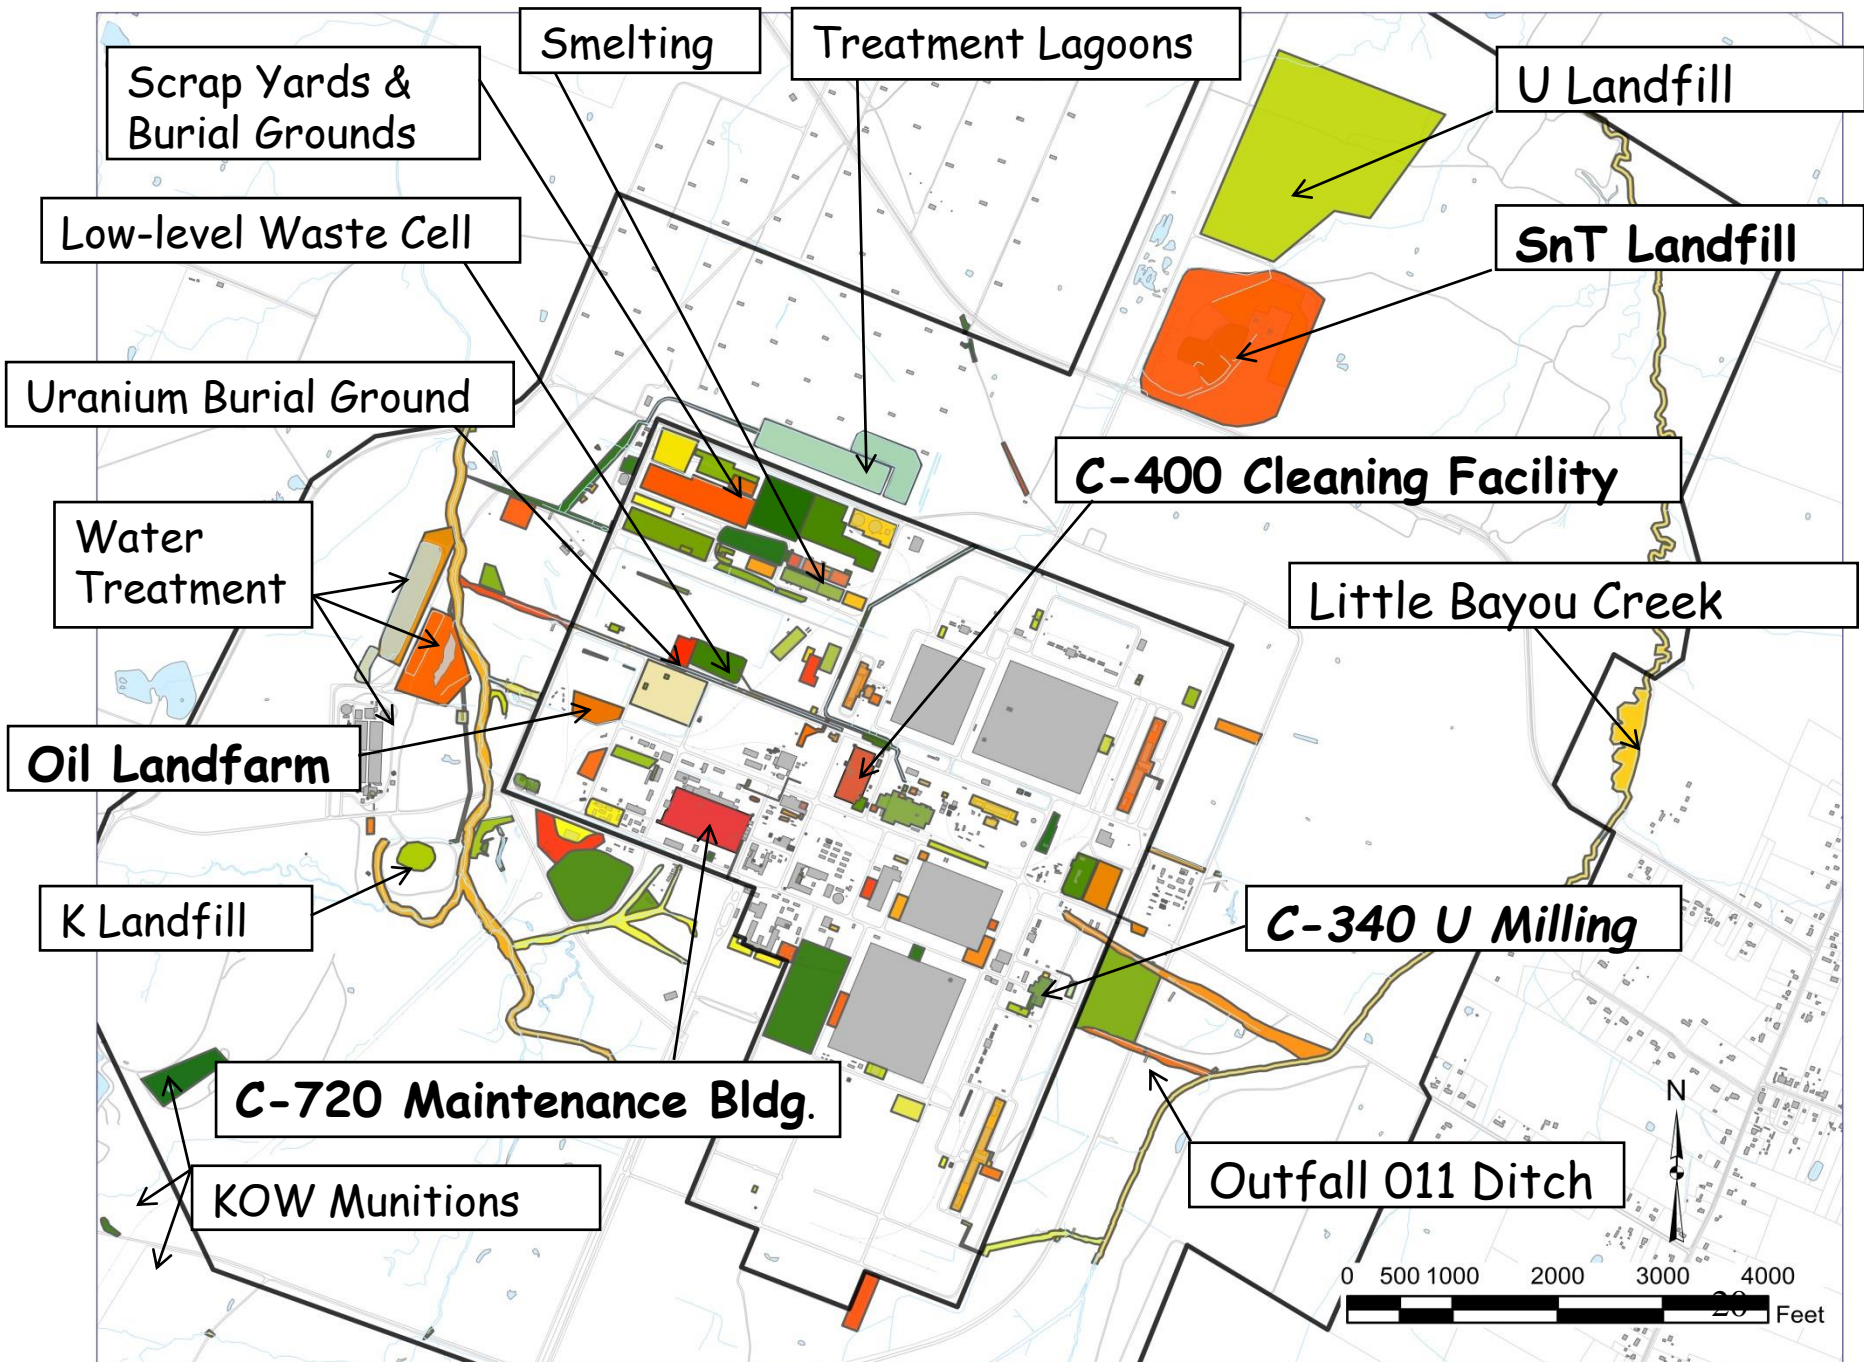 Smelting
Treatment Lagoons
Scrap Yards &
Burial Grounds
U Landfill
Low-level Waste Cell
SnT Landfill
Uranium Burial Ground
C-400 Cleaning Facility
Water
Treatment
Little Bayou Creek
Oil Landfarm
K Landfill
C-340 U Milling
C-720 Maintenance Bldg.
KOW Munitions
Outfall 011 Ditch
N
0 500 1000 2000 3000 4000
20
Feet